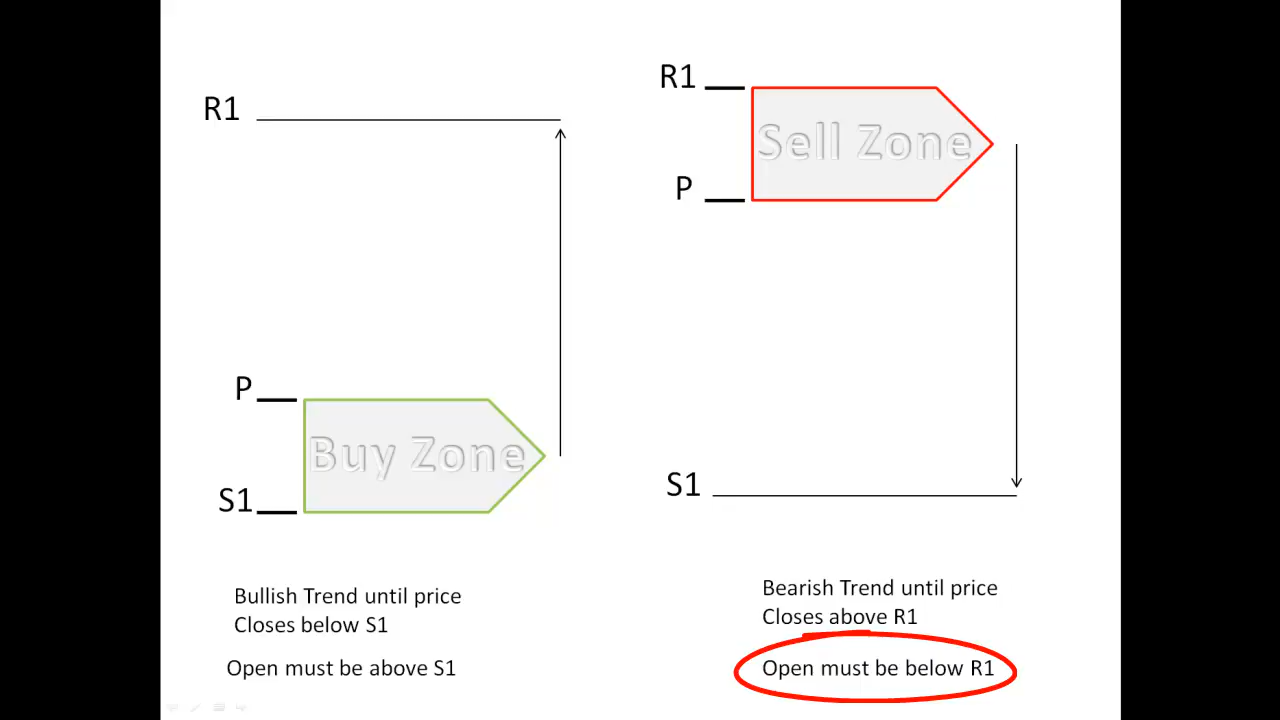 R1
P
Buy Zone
S1
Bullish Trend until price
Closes below S1
Open must be above S1
R1
Sell Zone
P
S1
Bearish Trend until price
Closes above R1
Open must be below R1